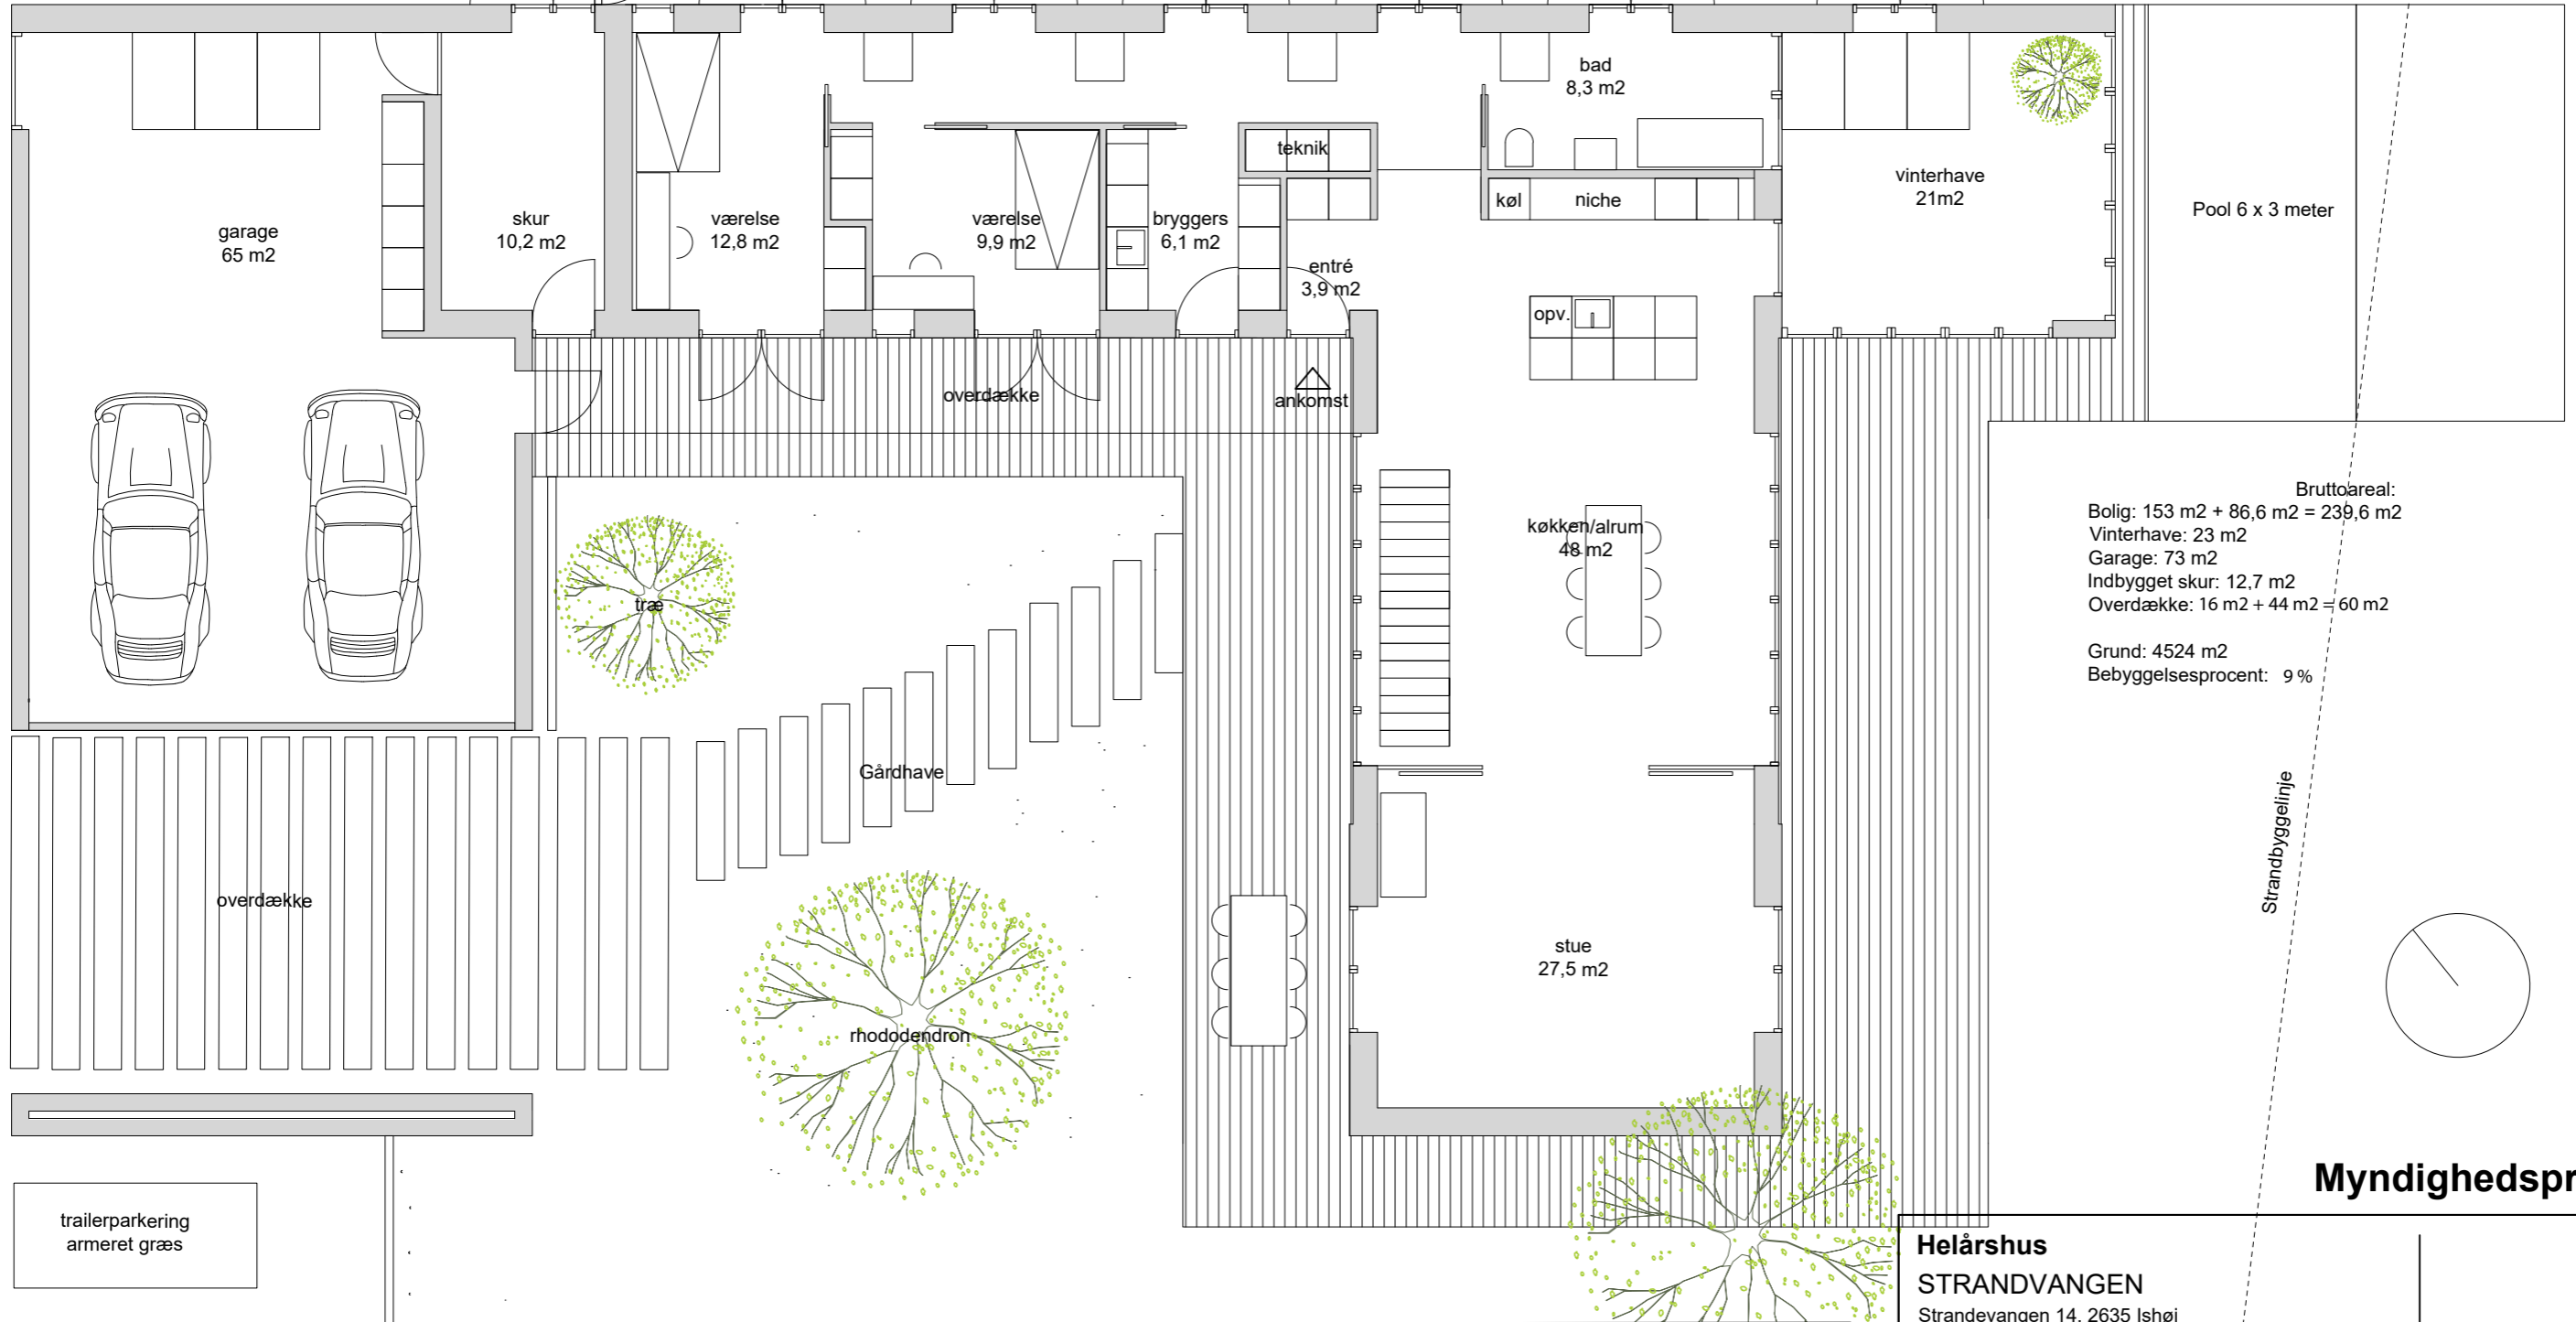 bad
8,3 m2
teknik
vinterhave
21m2
køl
niche
Pool 6 x 3 meter
garage
65 m2
skur
10,2 m2
værelse
12,8 m2
værelse
9,9 m2
bryggers
6,1 m2
entré
3,9 m2
opv.
overdække
ankomst
Bruttoareal:
Bolig: 153 m2 + 86,6 m2 = 239,6 m2
Vinterhave: 23 m2
Garage: 73 m2
Indbygget skur: 12,7 m2
Overdække: 16 m2 + 44 m2 = 60 m2
Grund: 4524 m2
Bebyggelsesprocent: 9 %
køkken/alrum
48 m2
træ
Gårdhave
Strandbyggelinje
overdække
stue
27,5 m2
rhododendron
trailerparkering
armeret græs
Myndighedspr
Helårshus
STRANDVANGEN
Strandevangen 14, 2635 Ishøj